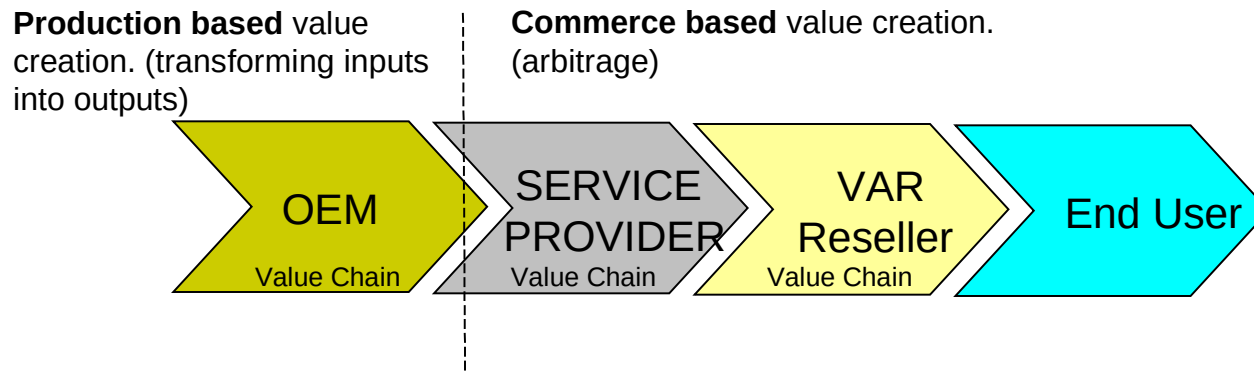 Production based value
creation. (transforming inputs
into outputs)
Commerce based value creation.
(arbitrage)
OEM
Value Chain
SERVICE
PROVIDER
Value Chain
VAR
Reseller
Value Chain
End User